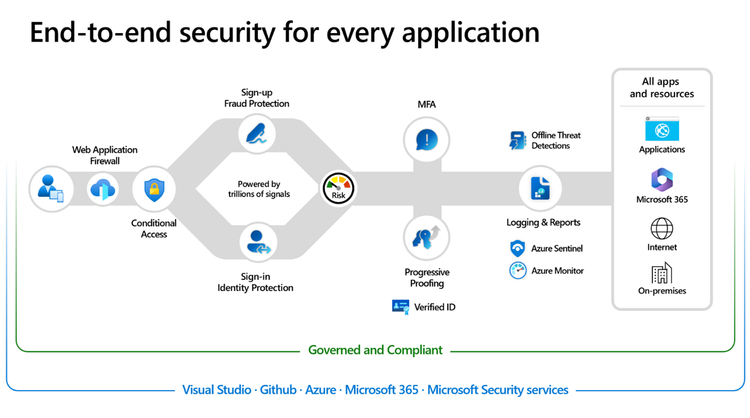 End-to-end security for every application
All apps
and resources
Sign-up
Fraud Protection
MFA
Offline Threat
Detections
Applications
Web Application
Firewall
Powered by
trillions of signals
Risk
Microsoft 365
Conditional
Access
Logging & Reports
Internet
Azure Sentinel
Sign-in
Identity Protection
Progressive
Proofing
Azure Monitor
On-premises
Verified ID
Governed and Compliant
Visual Studio · Github · Azure · Microsoft 365 · Microsoft Security services